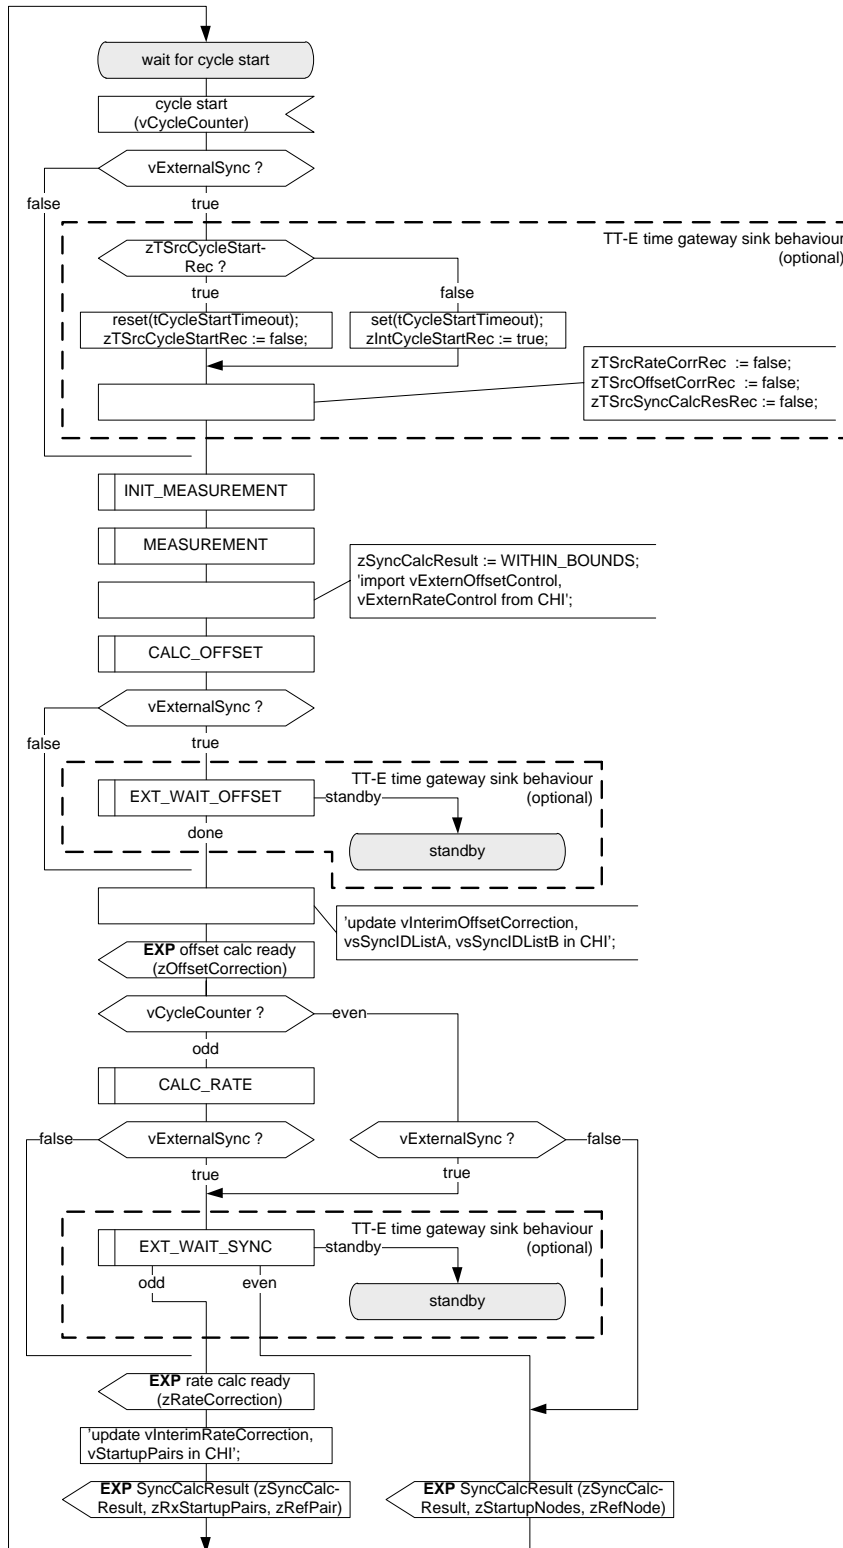 wait for cycle start
cycle start
(vCycleCounter)
vExternalSync ?
false
true
TT-E time gateway sink behaviour
(optional)
zTSrcCycleStart-
Rec ?
true
false
reset(tCycleStartTimeout);
zTSrcCycleStartRec := false;
set(tCycleStartTimeout);
zIntCycleStartRec := true;
zTSrcRateCorrRec := false;
zTSrcOffsetCorrRec := false;
zTSrcSyncCalcResRec := false;
INIT_MEASUREMENT
MEASUREMENT
zSyncCalcResult := WITHIN_BOUNDS;
'import vExternOffsetControl,
vExternRateControl from CHI';
CALC_OFFSET
vExternalSync ?
false
true
TT-E time gateway sink behaviour
(optional)
EXT_WAIT_OFFSET
standby
done
standby
'update vInterimOffsetCorrection,
vsSyncIDListA, vsSyncIDListB in CHI';
EXP offset calc ready
(zOffsetCorrection)
vCycleCounter ?
even
odd
CALC_RATE
false
vExternalSync ?
vExternalSync ?
false
true
true
TT-E time gateway sink behaviour
(optional)
EXT_WAIT_SYNC
standby
odd
even
standby
EXP rate calc ready
(zRateCorrection)
'update vInterimRateCorrection,
vStartupPairs in CHI';
EXP SyncCalcResult (zSyncCalc-
Result, zRxStartupPairs, zRefPair)
EXP SyncCalcResult (zSyncCalc-
Result, zStartupNodes, zRefNode)